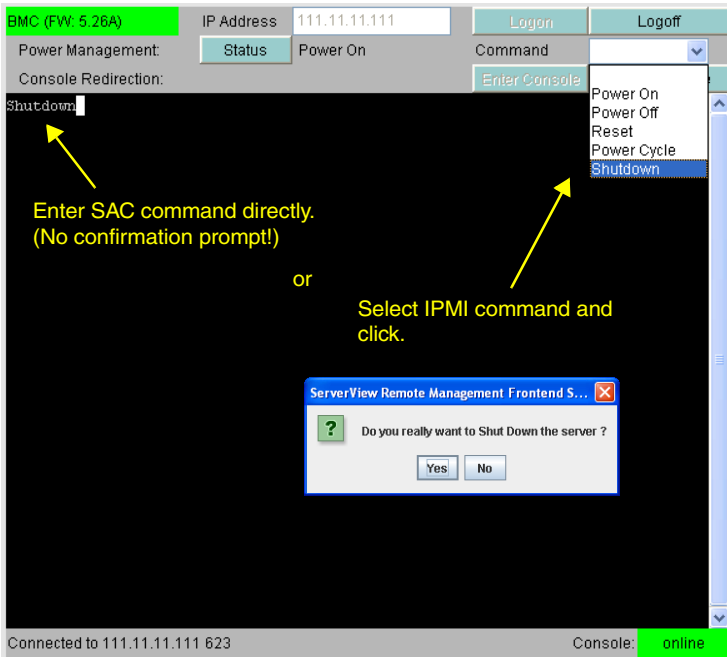 BMC (FW: 5.26A) IP Address 111.11.11.111 Logon Logoff
Power Management: Status Power On Command
Console Redirection: Enter Console
Shutdown
Power On
Power Off
Reset
Power Cycle
Shutdown
Enter SAC command directly.
(No confirmation prompt!)
or
Select IPMI command and
click.
ServerView Remote Management Frontend S...
? Do you really want to Shut Down the server ?
Yes No
Connected to 111.11.11.111 623 Console: online